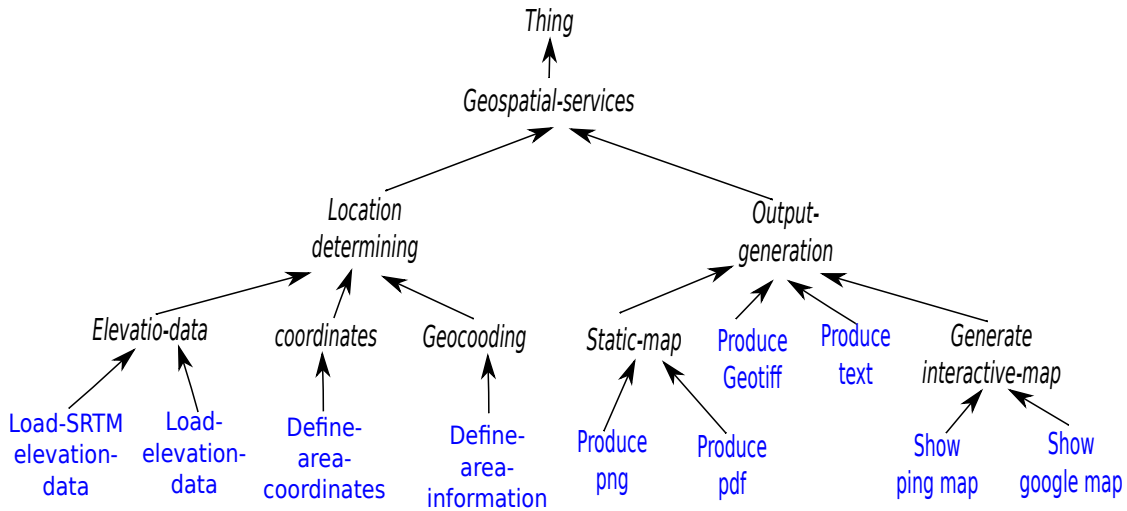 Thing
Geospatial-services
Location
determining
Output-
generation
Elevatio-data
coordinates
Geocooding
Static-map
Produce
Geotiff
Produce
text
Generate
interactive-map
Load-SRTM
elevation-
data
Load-
elevation-
data
Define-
area-
coordinates
Define-
area-
information
Produce
png
Produce
pdf
Show
ping map
Show
google map